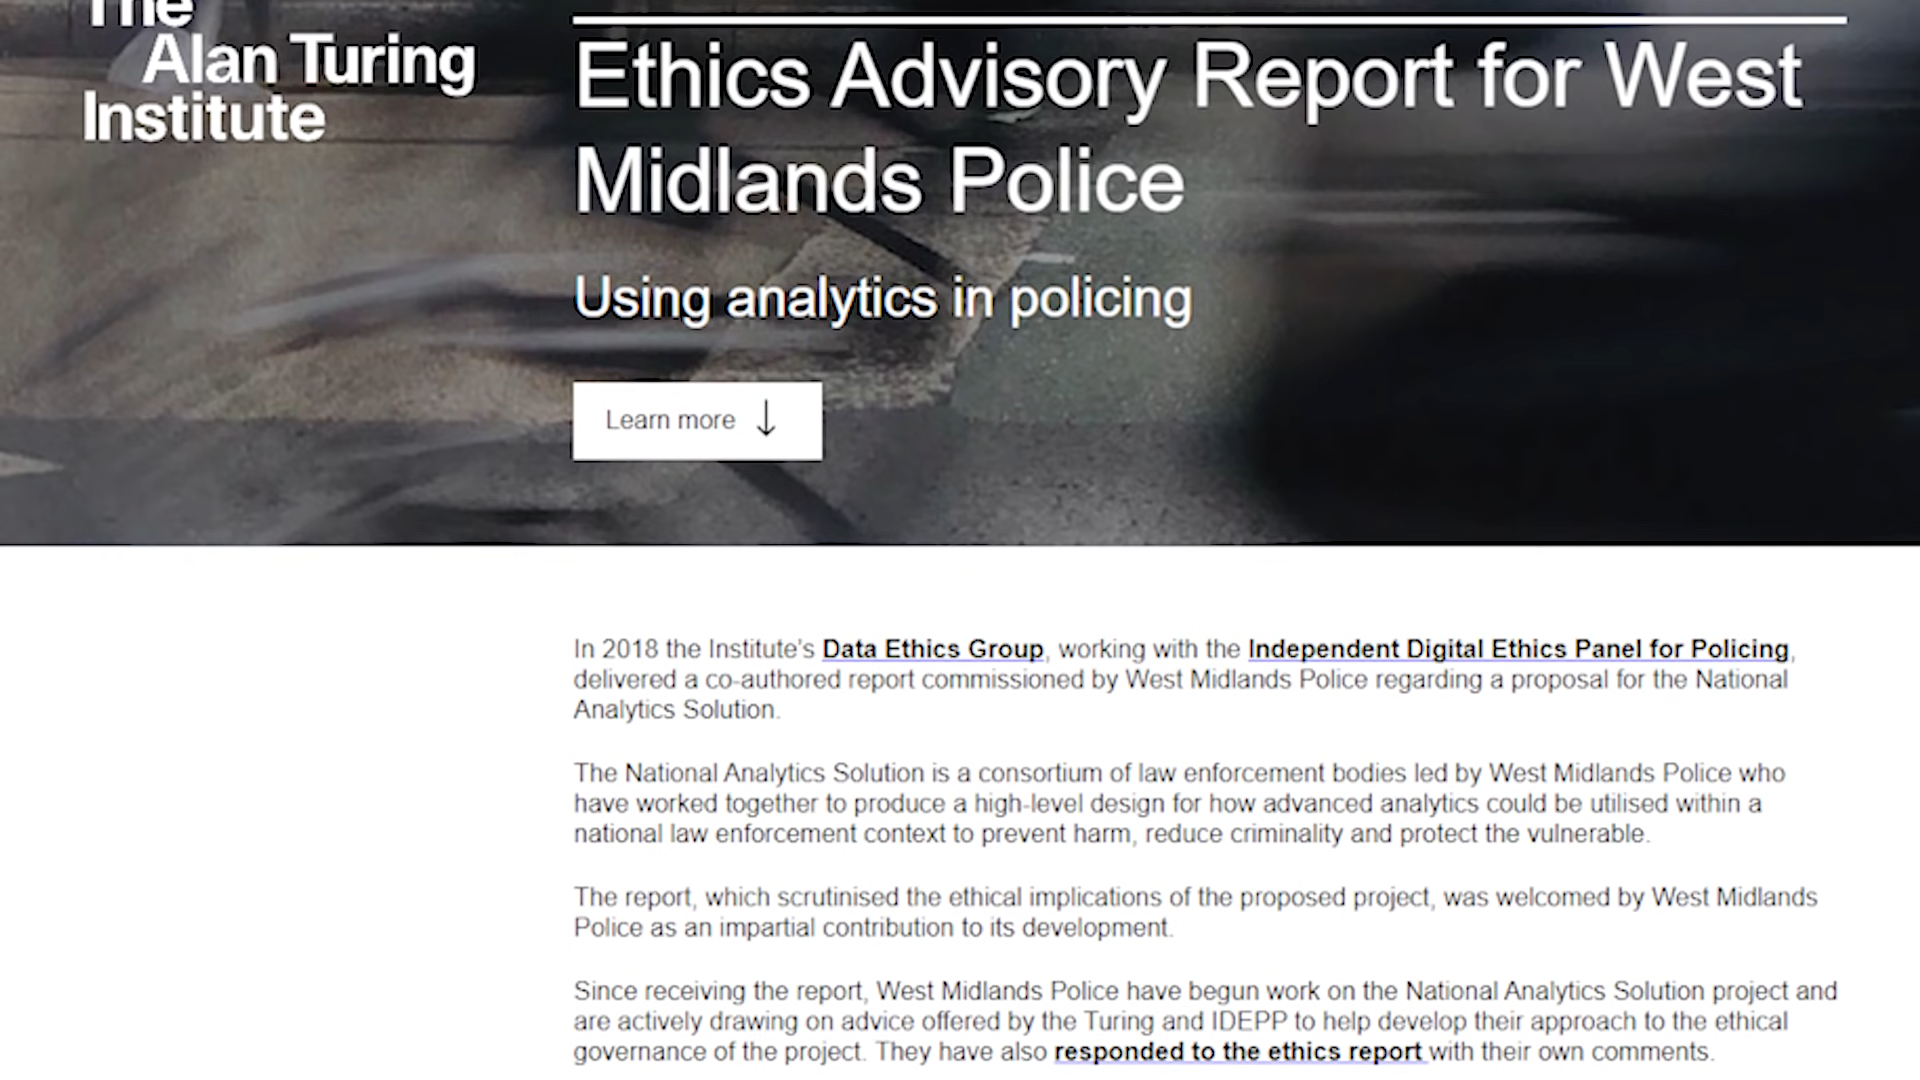 The
Alan Turing
Institute
Ethics Advisory Report for West
Midlands Police
Using analytics in policing
Learn more
In 2018 the Institute's Data Ethics Group, working with the Independent Digital Ethics Panel for Policing,
delivered a co-authored report commissioned by West Midlands Police regarding a proposal for the National
Analytics Solution.
The National Analytics Solution is a consortium of law enforcement bodies led by West Midlands Police who
have worked together to produce a high-level design for how advanced analytics could be utilised within a
national law enforcement context to prevent harm, reduce criminality and protect the vulnerable.
The report, which scrutinised the ethical implications of the proposed project, was welcomed by West Midlands
Police as an impartial contribution to its development.
Since receiving the report, West Midlands Police have begun work on the National Analytics Solution project and
are actively drawing on advice offered by the Turing and IDEPP to help develop their approach to the ethical
governance of the project. They have also responded to the ethics report with their own comments.